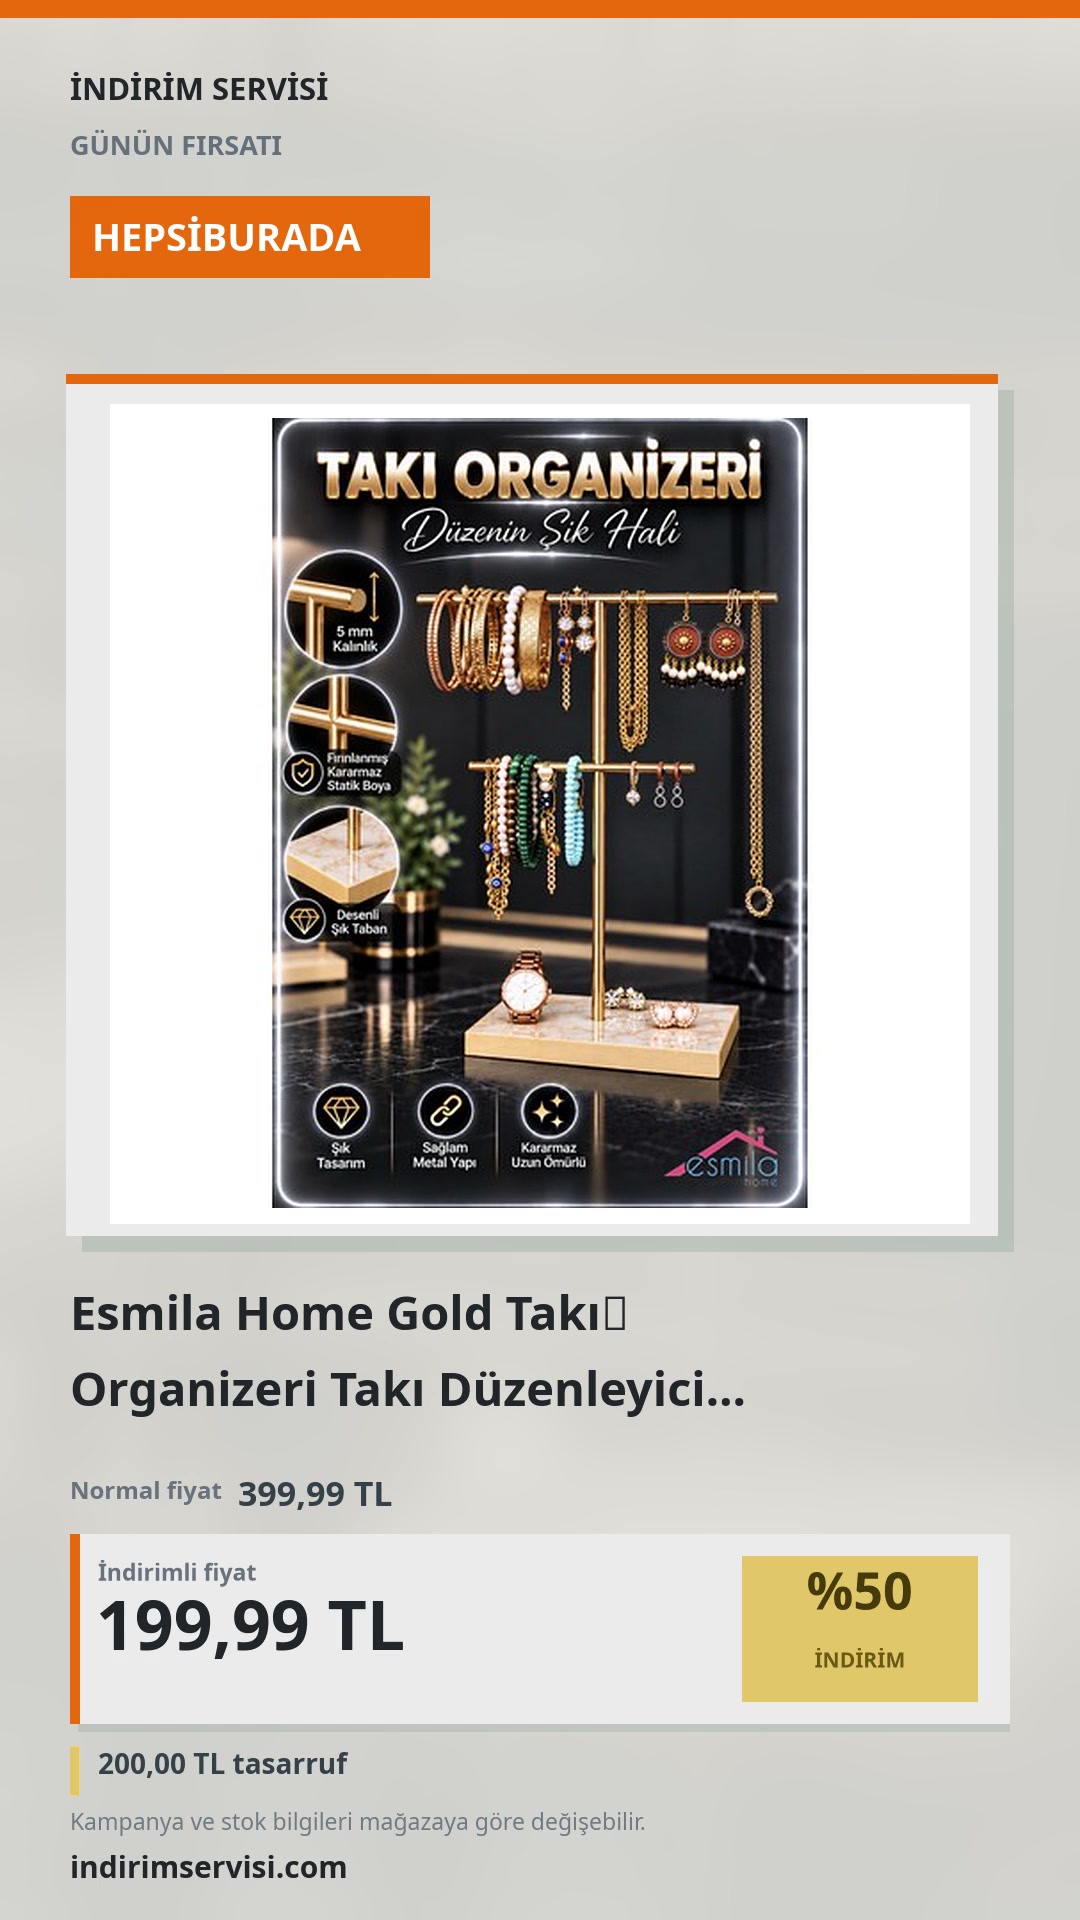 İNDİRİM SERVİSİ
GÜNÜN FIRSATI
HEPSİBURADA
TAKI ORGANİZERİ
Düzenin Şık Hali
5 mm
Kalınlık
Fırınlanmış
Kararmaz
Statik Boya
Desenli
Şık Taban
Şık
Tasarım
Sağlam
Metal Yapı
Kararmaz
Uzun Ömürlü
esmila
home
Esmila Home Gold Takı
Organizeri Takı Düzenleyici...
Normal fiyat 399,99 TL
İndirimli fiyat
199,99 TL
%50
İNDİRİM
200,00 TL tasarruf
Kampanya ve stok bilgileri mağazaya göre değişebilir.
indirimservisi.com